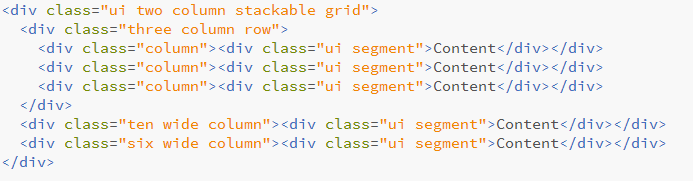 <div class="ui two column stackable grid">
  <div class="three column row">
    <div class="column"><div class="ui segment">Content</div></div>
    <div class="column"><div class="ui segment">Content</div></div>
    <div class="column"><div class="ui segment">Content</div></div>
  </div>
  <div class="ten wide column"><div class="ui segment">Content</div></div>
  <div class="six wide column"><div class="ui segment">Content</div></div>
</div>